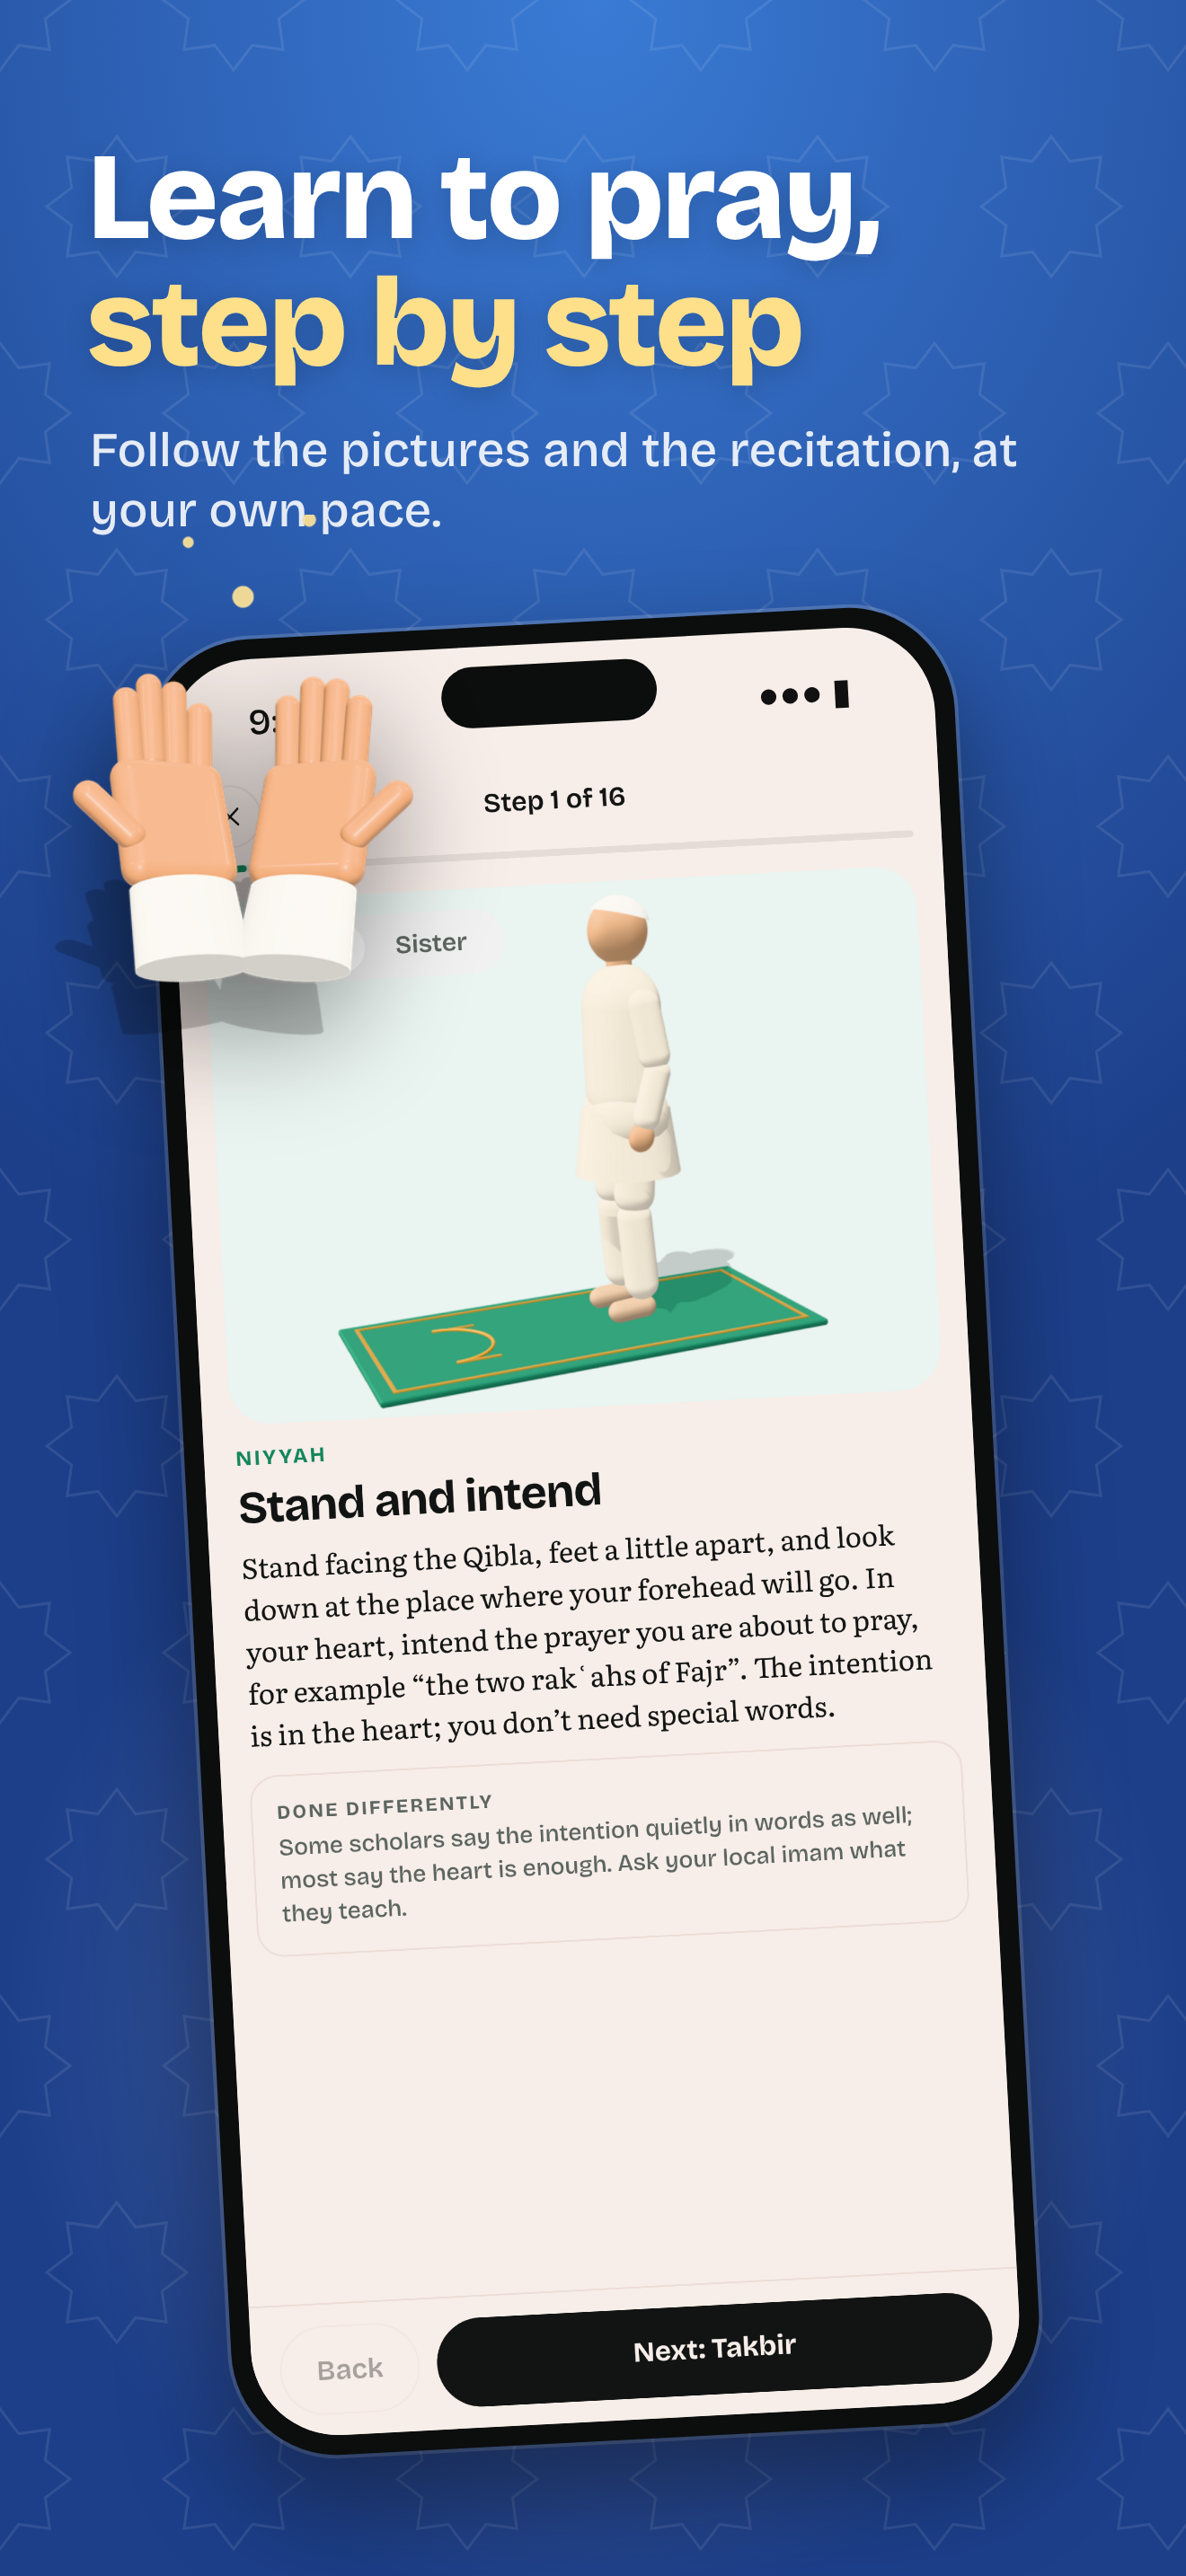 Learn to pray,
step by step
Follow the pictures and the recitation, at
your own pace.
9:
Step 1 of 16
Sister
NIYYAH
Stand and intend
Stand facing the Qibla, feet a little apart, and look
down at the place where your forehead will go. In
your heart, intend the prayer you are about to pray,
for example “the two rakʿahs of Fajr”. The intention
is in the heart; you don’t need special words.
DONE DIFFERENTLY
Some scholars say the intention quietly in words as well;
most say the heart is enough. Ask your local imam what
they teach.
Back
Next: Takbir